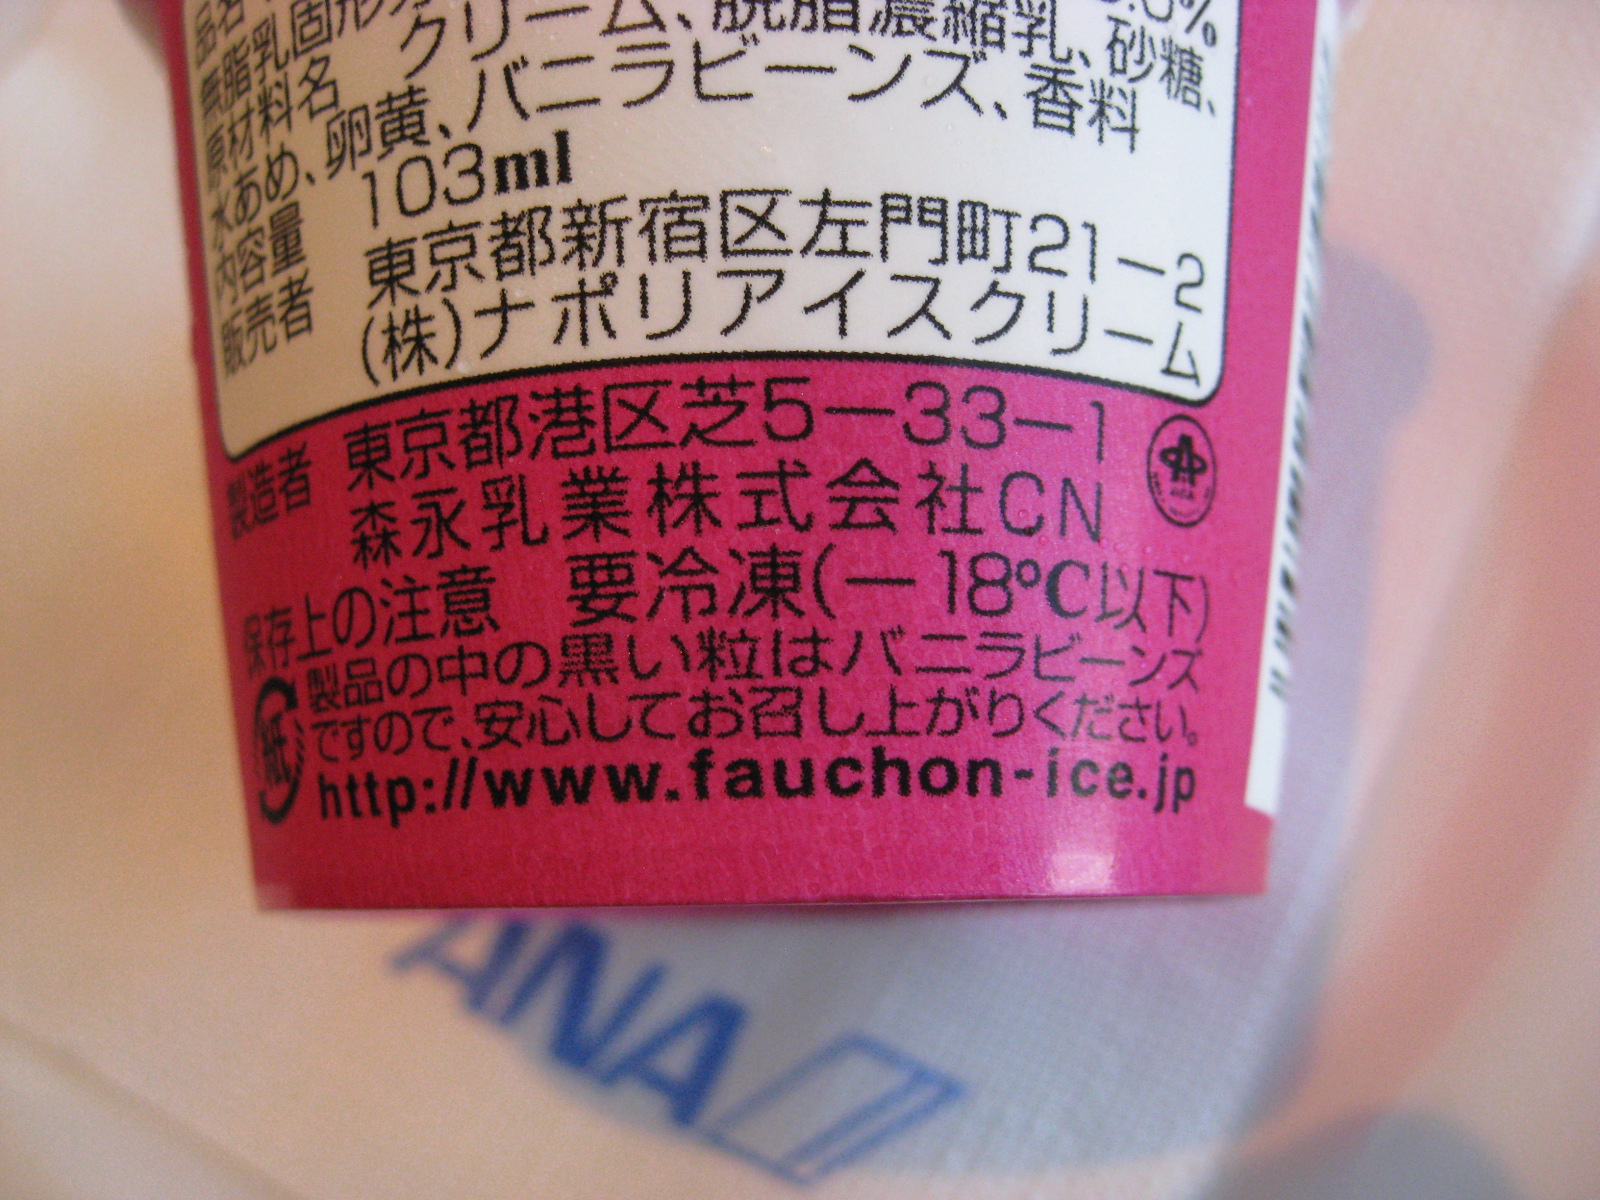 無脂乳固形分
原材料名 クリーム、脱脂濃縮乳、砂糖、
水あめ、卵黄、バニラビーンズ、香料
内容量 103ml
販売者 東京都新宿区左門町21-2
(株)ナポリアイスクリーム
製造者 東京都港区芝5-33-1
森永乳業株式会社CN
保存上の注意 要冷凍(-18℃以下)
製品の中の黒い粒はバニラビーンズ
ですので、安心してお召し上がりください。
紙
http://www.fauchon-ice.jp
ANA